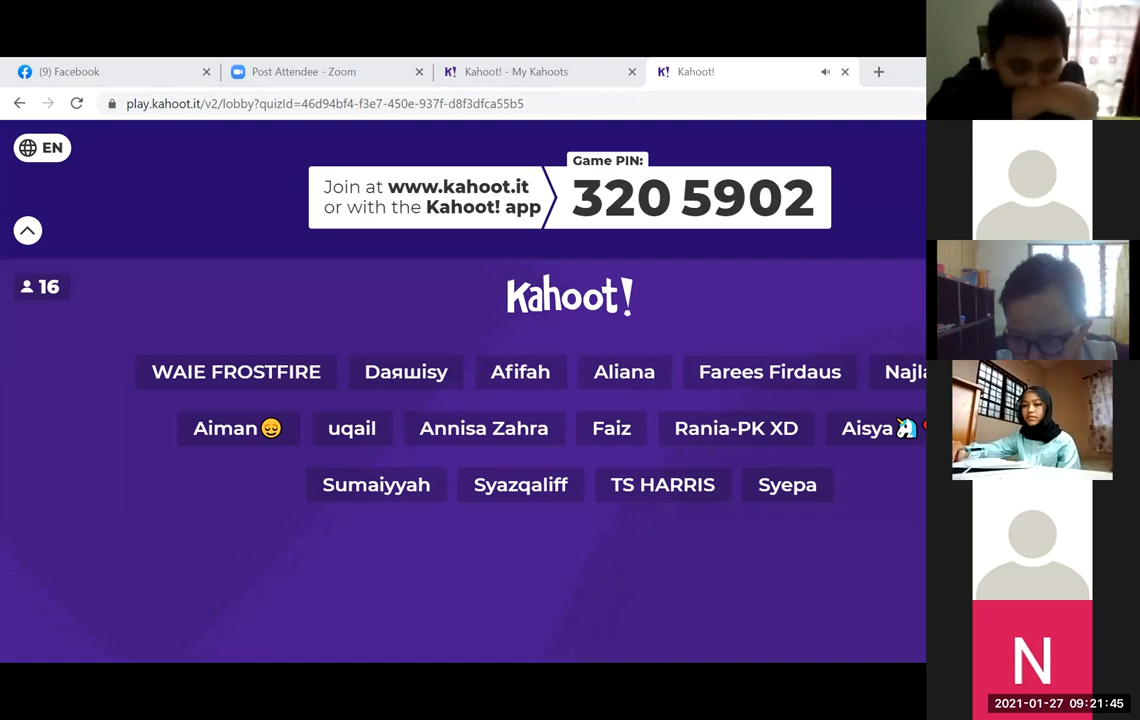 (9) Facebook
Post Attendee - Zoom
Kahoot! - My Kahoots
Kahoot!
play.kahoot.it/v2/lobby?quizId=46d94bf4-f3e7-450e-937f-d8f3dfca55b5
EN
Game PIN:
Join at www.kahoot.it
or with the Kahoot! app
320 5902
16
Kahoot!
WAIE FROSTFIRE Daяшisy Afifah Aliana Farees Firdaus
Aiman😌 uqail Annisa Zahra Faiz Rania-PK XD Aisya🦄
Sumaiyyah Syazqaliff TS HARRIS Syepa
N
2021-01-27 09:21:45